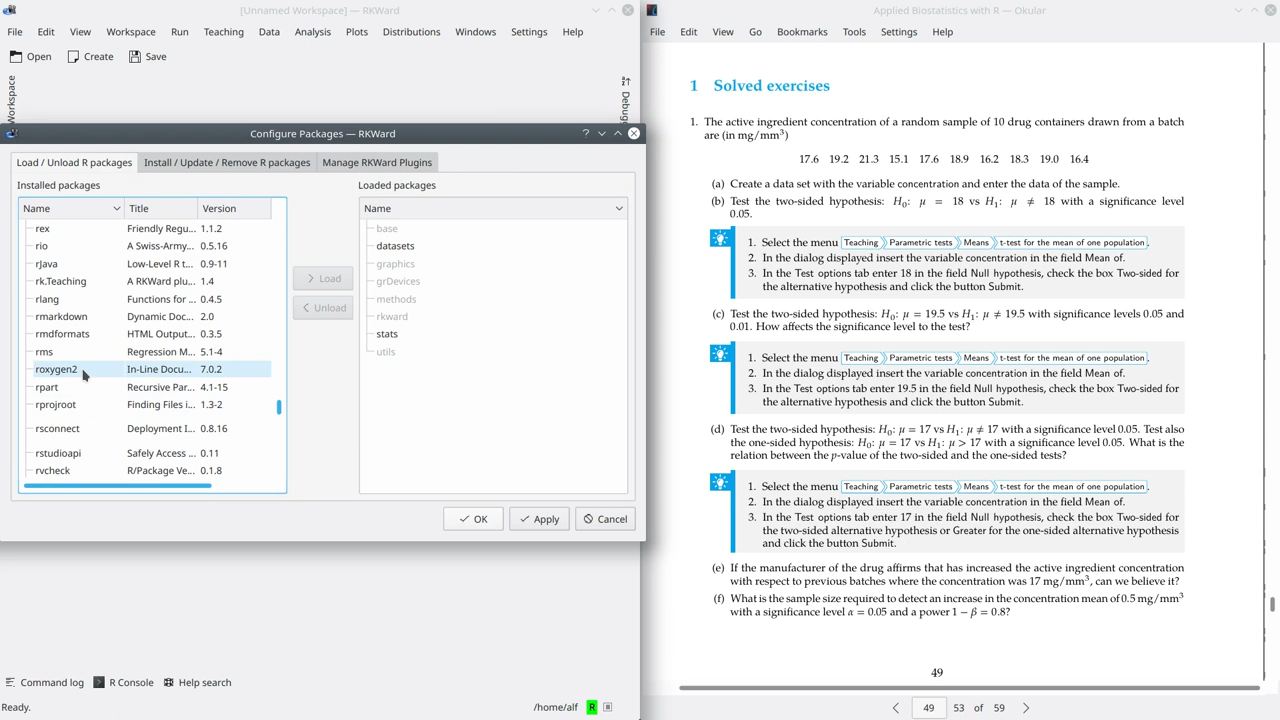 [Unnamed Workspace] — RKWard
File Edit View Workspace Run Teaching Data Analysis Plots Distributions Windows Settings Help
Open Create Save
Workspace
Debug
Configure Packages — RKWard
Load / Unload R packages Install / Update / Remove R packages Manage RKWard Plugins
Installed packages
Name Title Version
rex Friendly Regu... 1.1.2
rio A Swiss-Army... 0.5.16
rJava Low-Level R t... 0.9-11
rk.Teaching A RKWard plu... 1.4
rlang Functions for ... 0.4.5
rmarkdown Dynamic Doc... 2.0
rmdformats HTML Output... 0.3.5
rms Regression M... 5.1-4
roxygen2 In-Line Docu... 7.0.2
rpart Recursive Par... 4.1-15
rprojroot Finding Files i... 1.3-2
rsconnect Deployment I... 0.8.16
rstudioapi Safely Access ... 0.11
rvcheck R/Package Ve... 0.1.8
> Load
< Unload
Loaded packages
Name
base
datasets
graphics
grDevices
methods
rkward
stats
utils
OK Apply Cancel
Command log R Console Help search
Ready. /home/alf R
Applied Biostatistics with R — Okular
File Edit View Go Bookmarks Tools Settings Help
1 Solved exercises
1. The active ingredient concentration of a random sample of 10 drug containers drawn from a batch
are (in mg/mm³)
17.6 19.2 21.3 15.1 17.6 18.9 16.2 18.3 19.0 16.4
(a) Create a data set with the variable concentration and enter the data of the sample.
(b) Test the two-sided hypothesis: H₀: μ = 18 vs H₁: μ ≠ 18 with a significance level
0.05.
1. Select the menu Teaching Parametric tests Means t-test for the mean of one population.
2. In the dialog displayed insert the variable concentration in the field Mean of.
3. In the Test options tab enter 18 in the field Null hypothesis, check the box Two-sided for
the alternative hypothesis and click the button Submit.
(c) Test the two-sided hypothesis: H₀: μ = 19.5 vs H₁: μ ≠ 19.5 with significance levels 0.05 and
0.01. How affects the significance level to the test?
1. Select the menu Teaching Parametric tests Means t-test for the mean of one population.
2. In the dialog displayed insert the variable concentration in the field Mean of.
3. In the Test options tab enter 19.5 in the field Null hypothesis, check the box Two-sided for
the alternative hypothesis and click the button Submit.
(d) Test the two-sided hypothesis: H₀: μ = 17 vs H₁: μ ≠ 17 with a significance level 0.05. Test also
the one-sided hypothesis: H₀: μ = 17 vs H₁: μ > 17 with a significance level 0.05. What is the
relation between the p-value of the two-sided and the one-sided tests?
1. Select the menu Teaching Parametric tests Means t-test for the mean of one population.
2. In the dialog displayed insert the variable concentration in the field Mean of.
3. In the Test options tab enter 17 in the field Null hypothesis, check the box Two-sided for
the two-sided alternative hypothesis or Greater for the one-sided alternative hypothesis
and click the button Submit.
(e) If the manufacturer of the drug affirms that has increased the active ingredient concentration
with respect to previous batches where the concentration was 17 mg/mm³, can we believe it?
(f) What is the sample size required to detect an increase in the concentration mean of 0.5 mg/mm³
with a significance level α = 0.05 and a power 1 − β = 0.8?
49
49 53 of 59